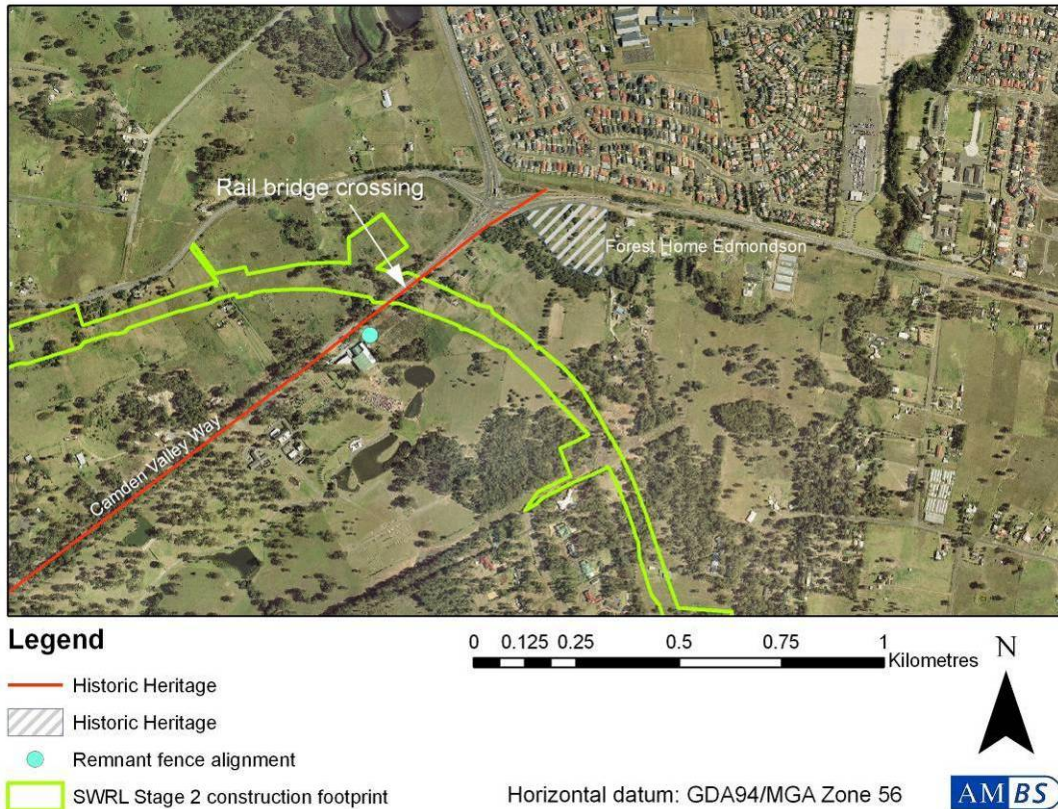 Rail bridge crossing
Forest Home Edmondson
Camden Valley Way
Legend
Historic Heritage
Historic Heritage
Remnant fence alignment
SWRL Stage 2 construction footprint
0 0.125 0.25 0.5 0.75 1
Kilometres
N
Horizontal datum: GDA94/MGA Zone 56
AMBS